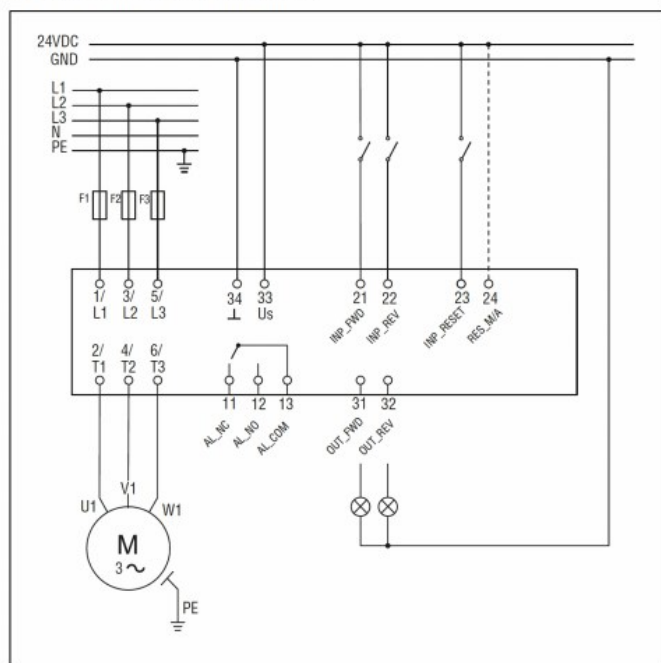 24VDC
GND
L1
L2
L3
N
PE
F1 F2 F3
1/ 3/ 5/ 34 33 21 22 23 24
L1 L2 L3 ⊥ Us INP_FWD INP_REV INP_RESET RES_M/A
2/ 4/ 6/
T1 T2 T3
11 12 13 31 32
AL_NC AL_NO AL_COM OUT_FWD OUT_REV
U1 V1 W1
M
3~
PE